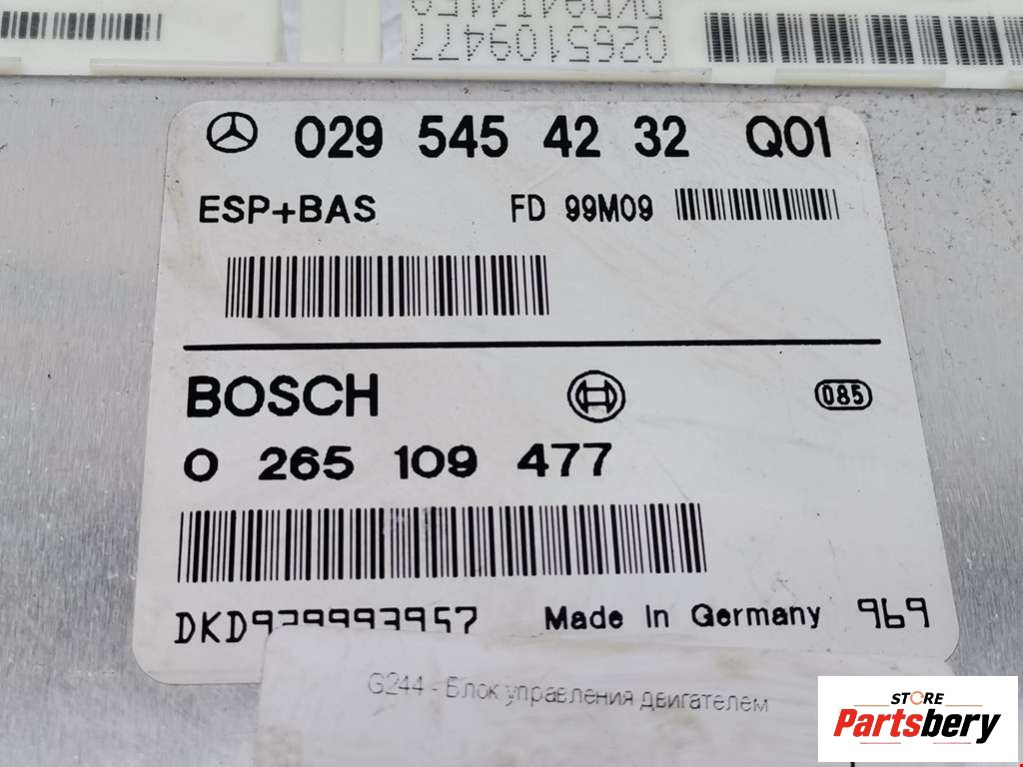 0265109477
029 545 42 32 Q01
ESP+BAS FD 99M09
BOSCH 085
0 265 109 477
Made In Germany 969
G244 - Блок управления двигателем
STORE
Partsbery